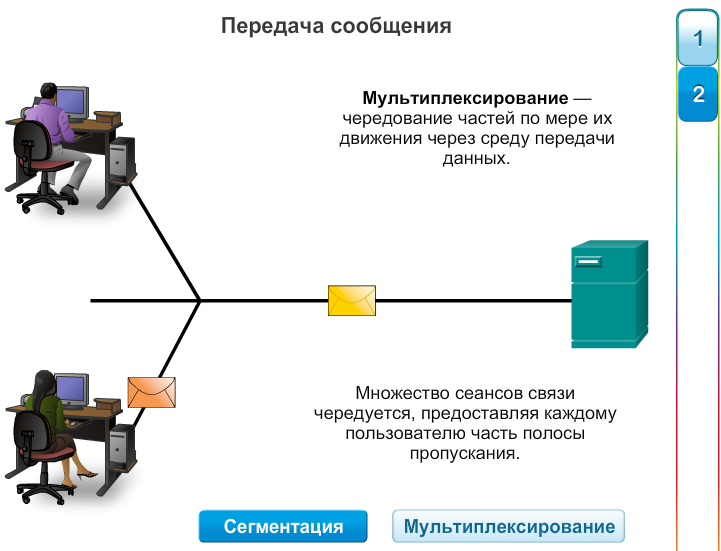 Передача сообщения
1
2
Мультиплексирование —
чередование частей по мере их
движения через среду передачи
данных.
Множество сеансов связи
чередуется, предоставляя каждому
пользователю часть полосы
пропускания.
Сегментация
Мультиплексирование